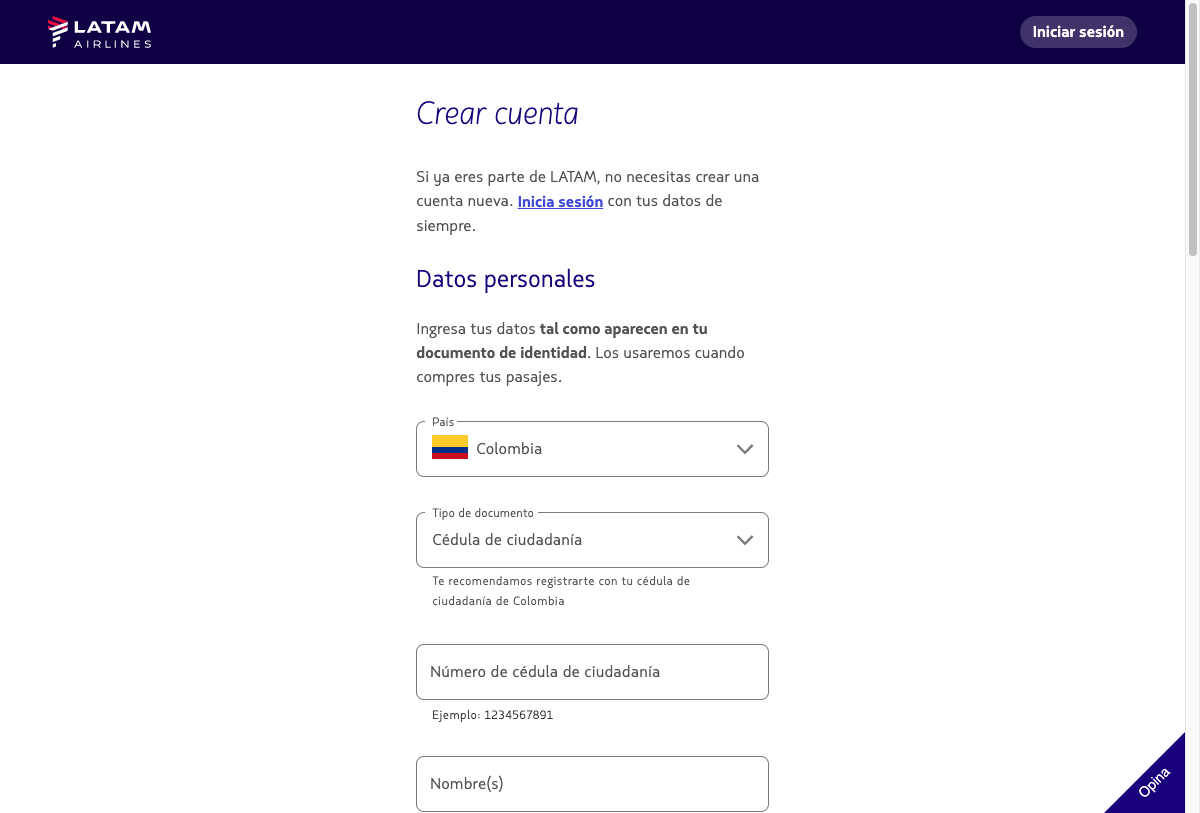 LATAM
AIRLINES
Iniciar sesión
Crear cuenta
Si ya eres parte de LATAM, no necesitas crear una
cuenta nueva. Inicia sesión con tus datos de
siempre.
Datos personales
Ingresa tus datos tal como aparecen en tu
documento de identidad. Los usaremos cuando
compres tus pasajes.
País
Colombia
Tipo de documento
Cédula de ciudadanía
Te recomendamos registrarte con tu cédula de
ciudadanía de Colombia
Número de cédula de ciudadanía
Ejemplo: 1234567891
Nombre(s)
Opina